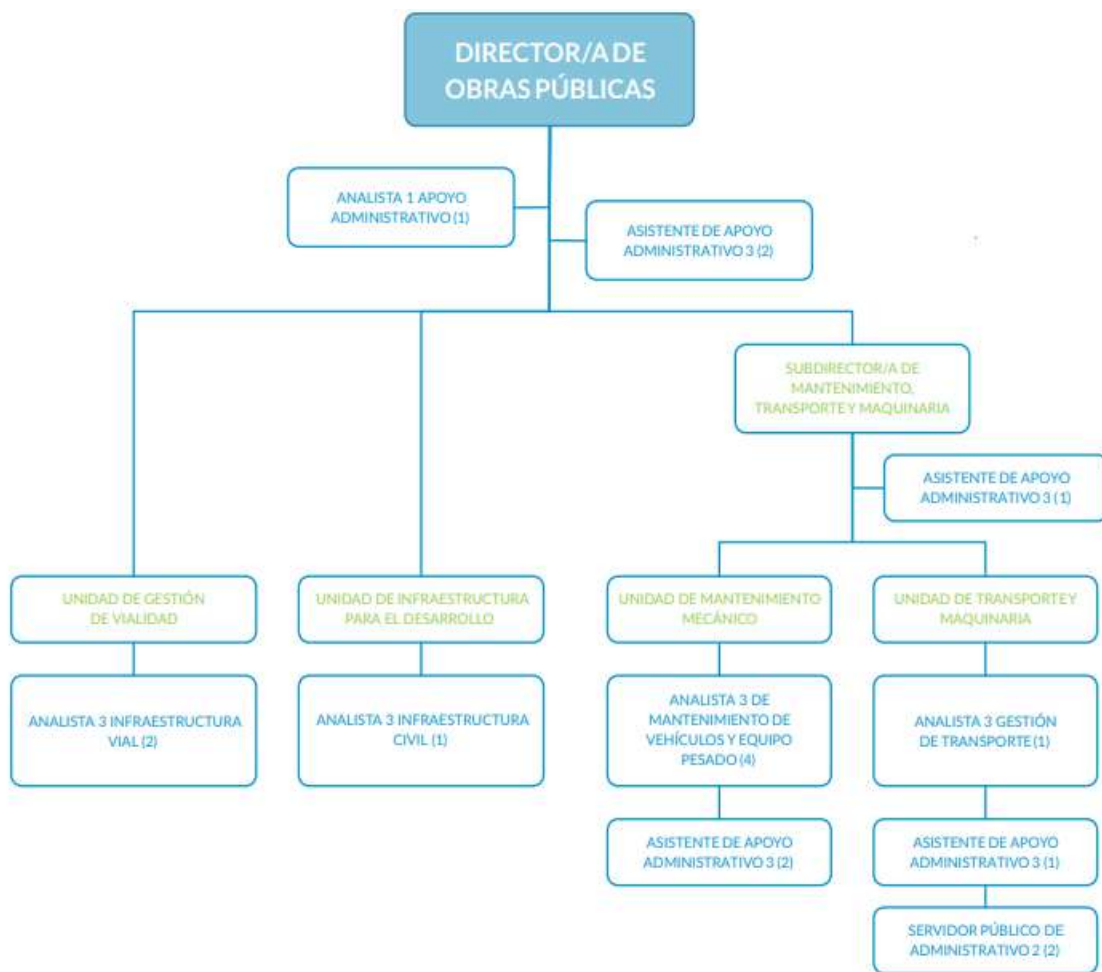 DIRECTOR/A DE
OBRAS PÚBLICAS
ANALISTA 1 APOYO
ADMINISTRATIVO (1)
ASISTENTE DE APOYO
ADMINISTRATIVO 3 (2)
SUBDIRECTOR/A DE
MANTENIMIENTO,
TRANSPORTE Y MAQUINARIA
ASISTENTE DE APOYO
ADMINISTRATIVO 3 (1)
UNIDAD DE GESTIÓN
DE VIALIDAD
UNIDAD DE INFRAESTRUCTURA
PARA EL DESARROLLO
UNIDAD DE MANTENIMIENTO
MECÁNICO
UNIDAD DE TRANSPORTE Y
MAQUINARIA
ANALISTA 3 INFRAESTRUCTURA
VIAL (2)
ANALISTA 3 INFRAESTRUCTURA
CIVIL (1)
ANALISTA 3 DE
MANTENIMIENTO DE
VEHÍCULOS Y EQUIPO
PESADO (4)
ANALISTA 3 GESTIÓN
DE TRANSPORTE (1)
ASISTENTE DE APOYO
ADMINISTRATIVO 3 (2)
ASISTENTE DE APOYO
ADMINISTRATIVO 3 (1)
SERVIDOR PÚBLICO DE
ADMINISTRATIVO 2 (2)